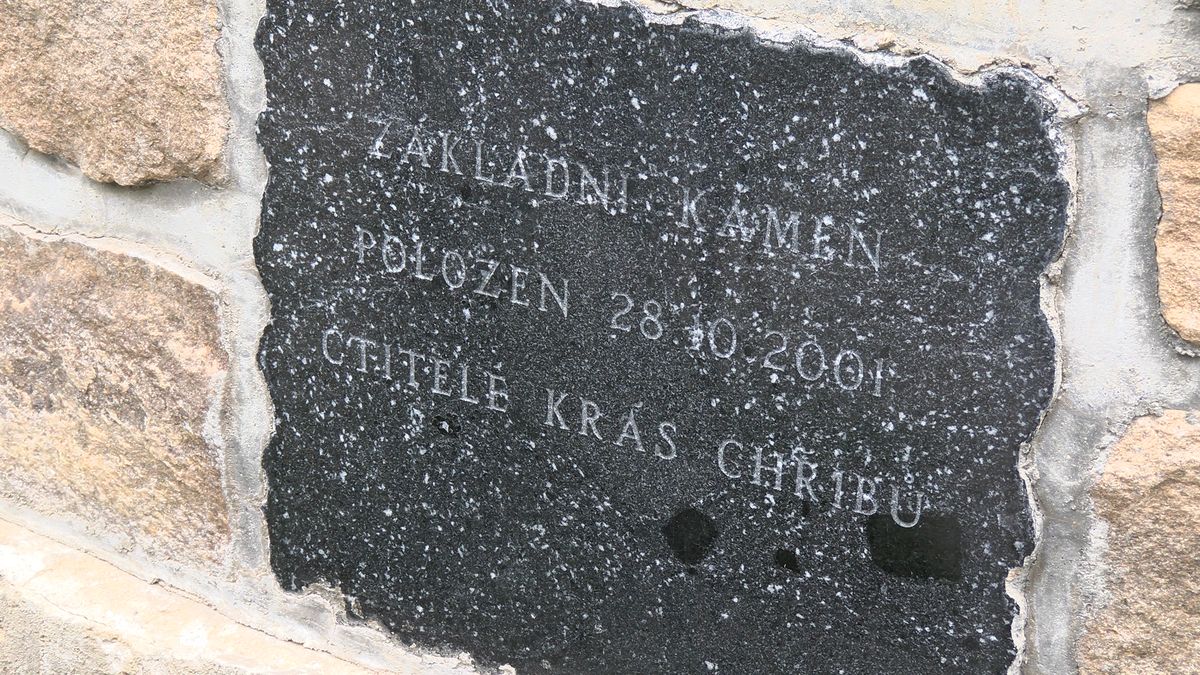 ZÁKLADNÍ KÁMEN
POLOŽEN 28.10.2001
CTITELÉ KRÁS CHŘIBŮ